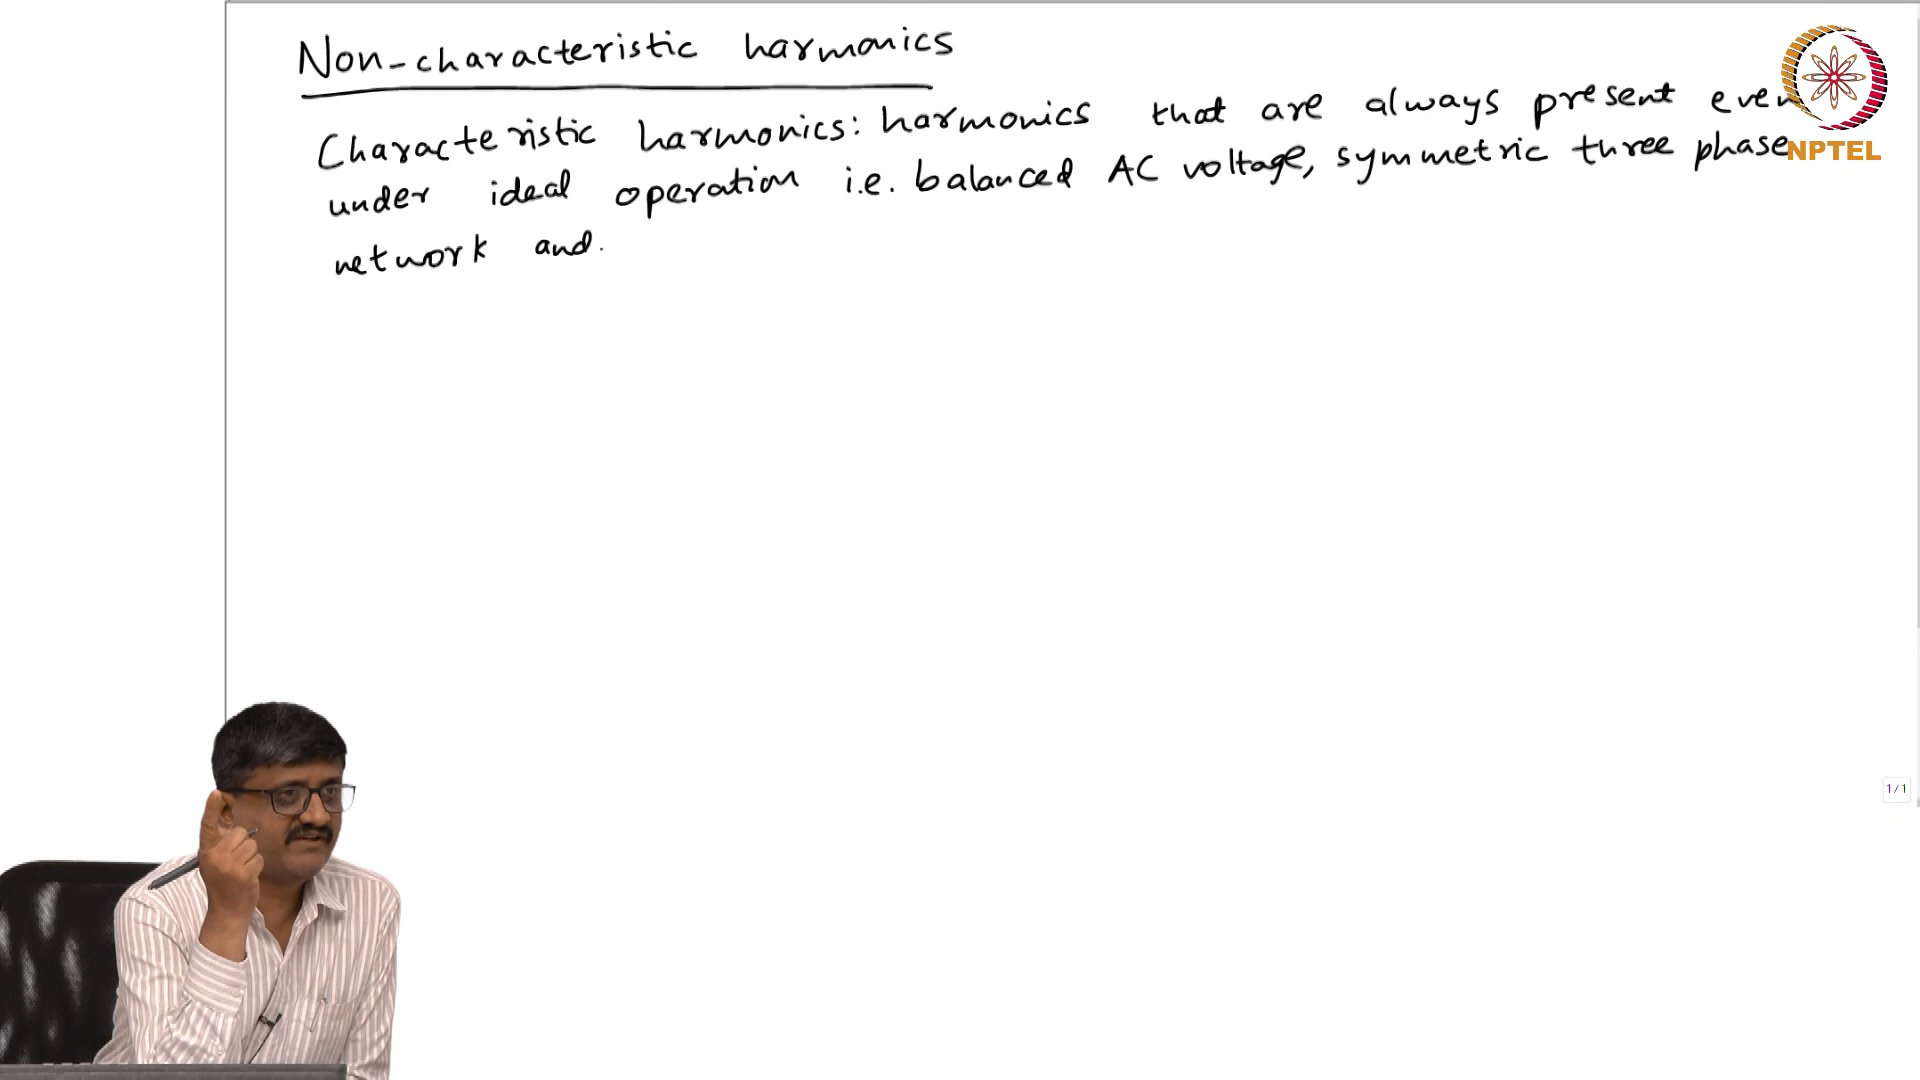 Non-characteristic harmonics
Characteristic harmonics: harmonics that are always present even
under ideal operation i.e. balanced AC voltage, symmetric three phase
network and.
NPTEL
1/1